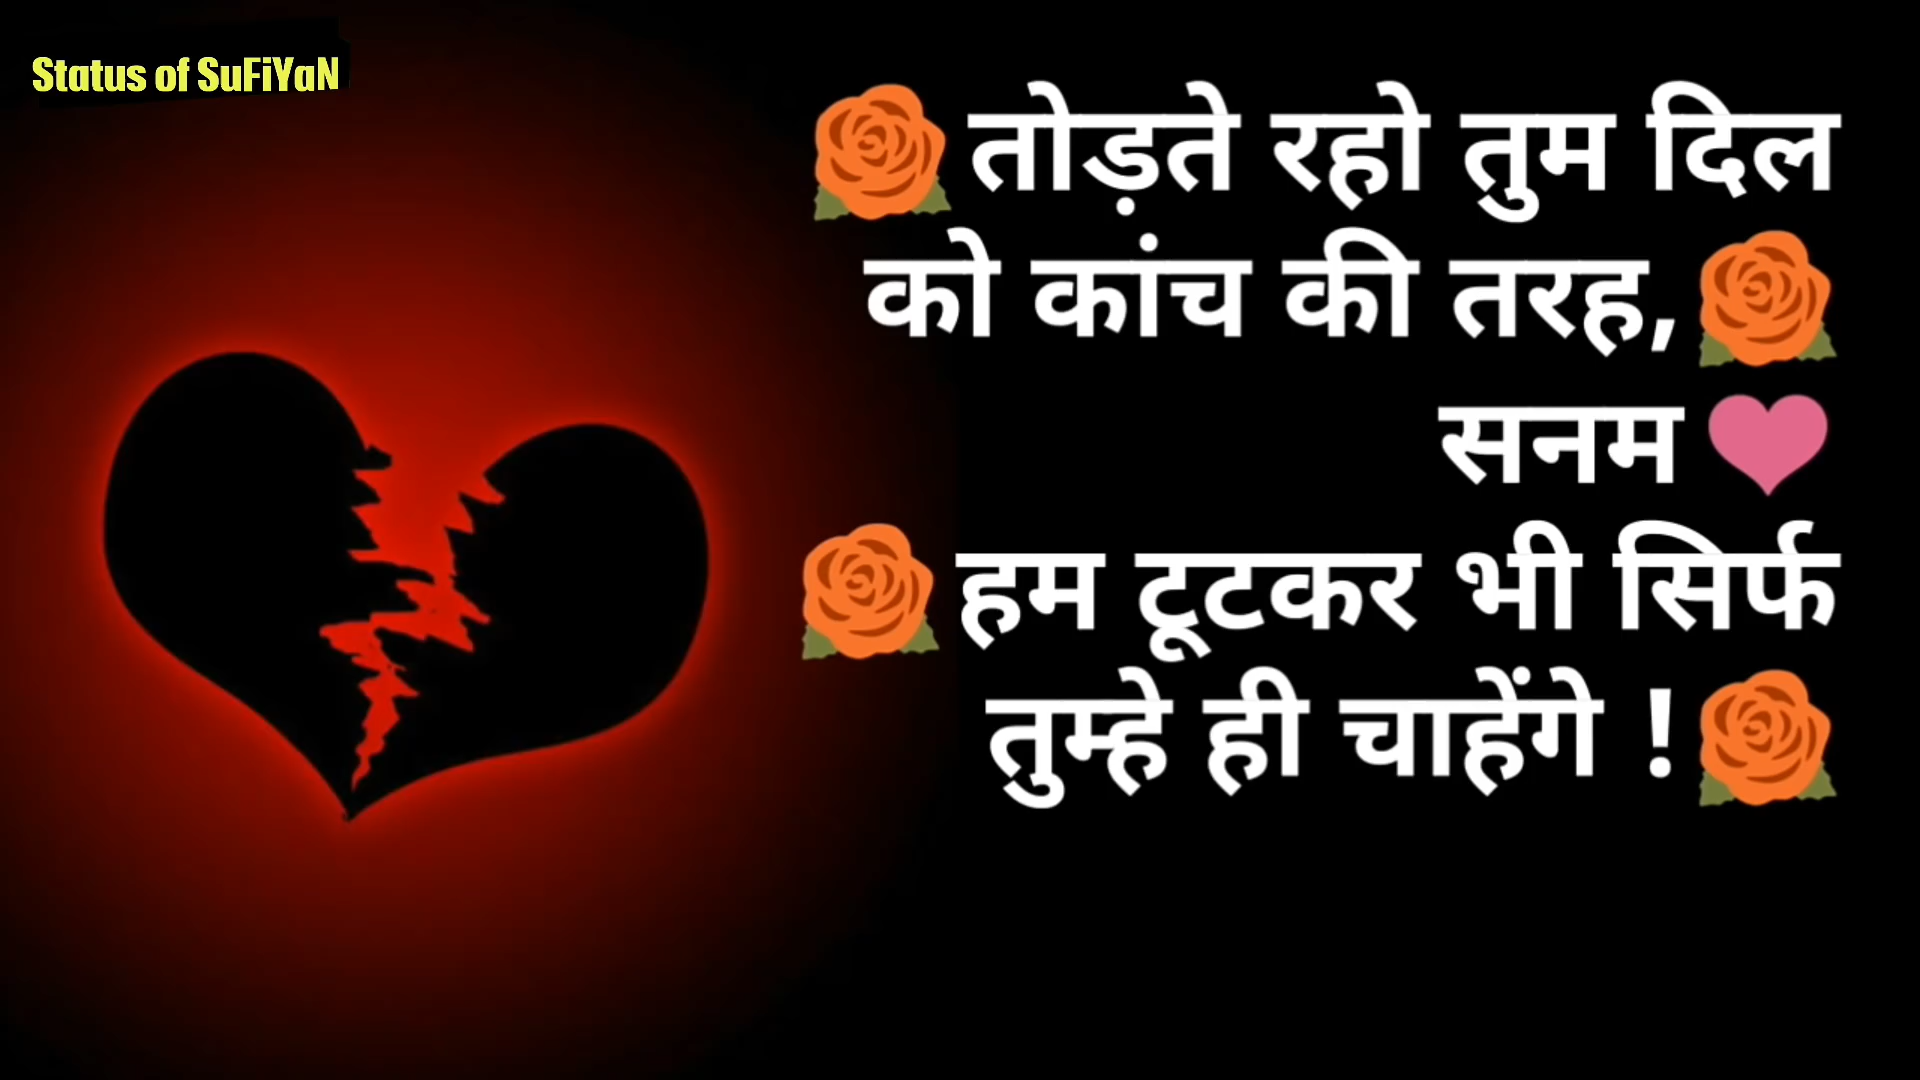 Status of SuFiYaN
🌹तोड़ते रहो तुम दिल
को कांच की तरह,🌹
सनम ❤
🌹हम टूटकर भी सिर्फ
तुम्हे ही चाहेंगे !🌹